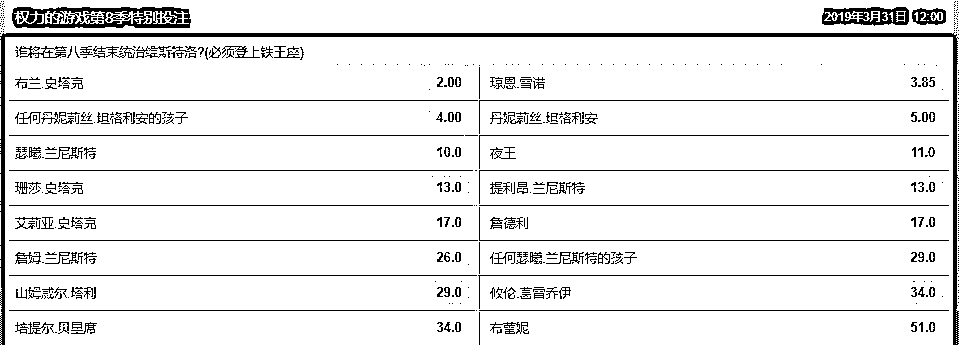 权力的游戏第8季特别投注 2019年3月31日 12:00
谁将在第八季结束统治维斯特洛?(必须登上铁王座)
布兰.史塔克 2.00 琼恩.雪诺 3.85
任何丹妮莉丝.坦格利安的孩子 4.00 丹妮莉丝.坦格利安 5.00
瑟曦.兰尼斯特 10.0 夜王 11.0
珊莎.史塔克 13.0 提利昂.兰尼斯特 13.0
艾莉亚.史塔克 17.0 詹德利 17.0
詹姆.兰尼斯特 26.0 任何瑟曦.兰尼斯特的孩子 29.0
山姆威尔.塔利 29.0 攸伦.葛雷乔伊 34.0
培提尔.贝里席 34.0 布蕾妮 51.0